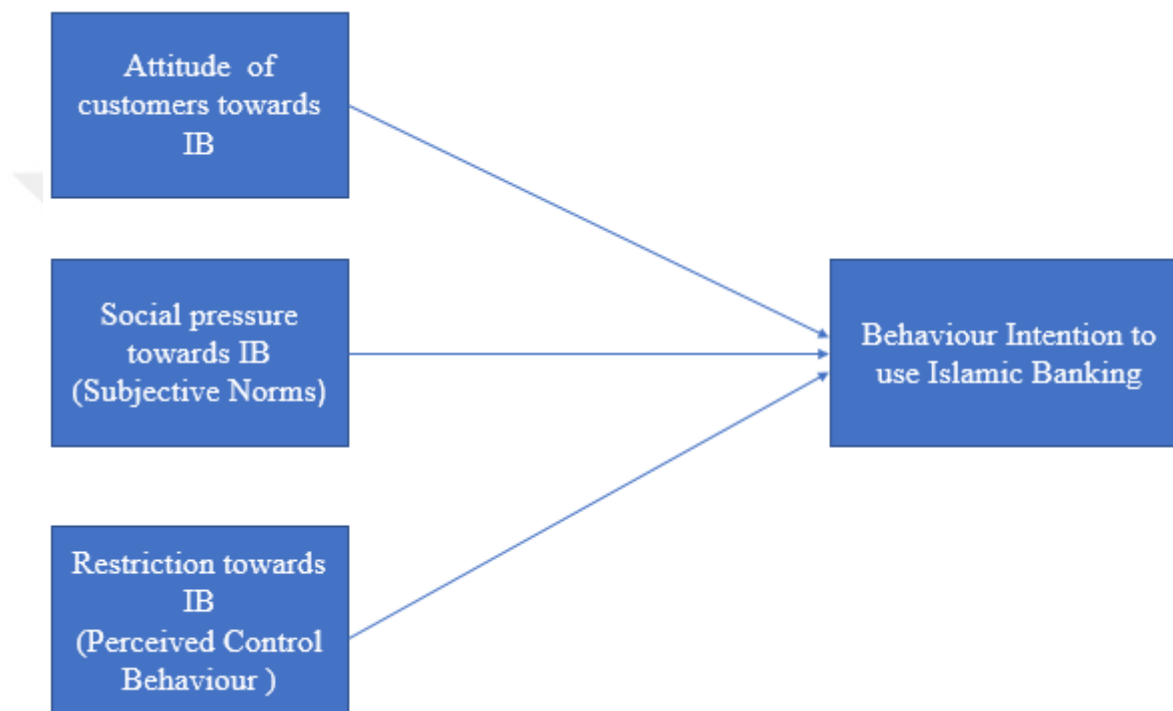 Attitude of
customers towards
IB
Social pressure
towards IB
(Subjective Norms)
Restriction towards
IB
(Perceived Control
Behaviour )
Behaviour Intention to
use Islamic Banking